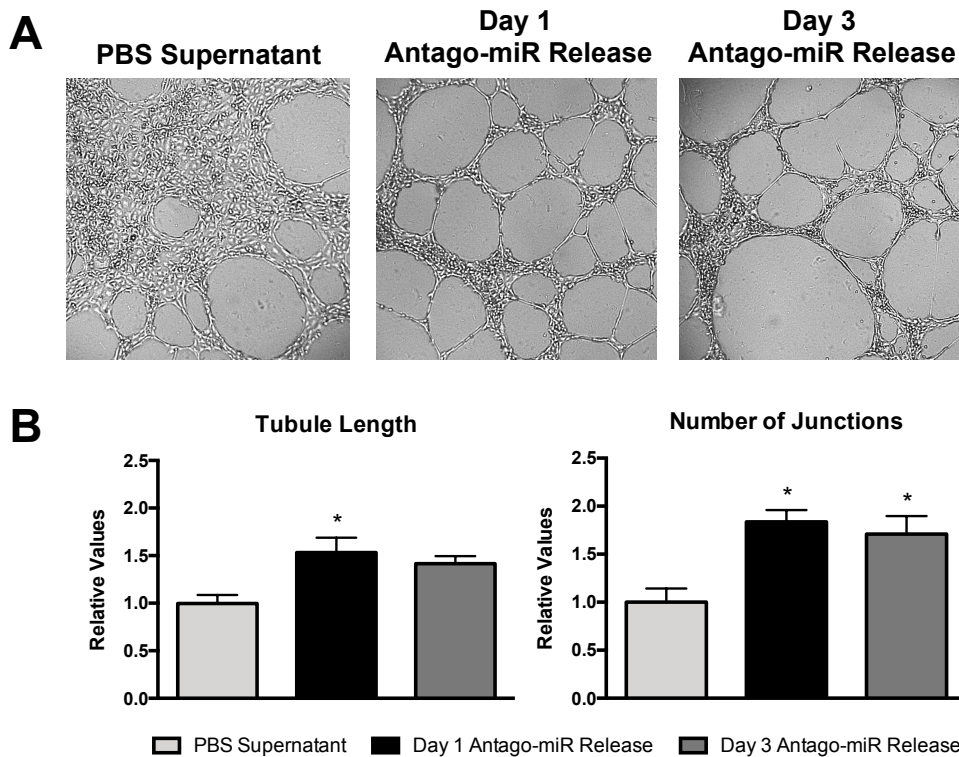 A
PBS Supernatant
Day 1
Antago-miR Release
Day 3
Antago-miR Release
B
Tubule Length
Relative Values
2.5
2.0
1.5
1.0
0.5
0.0
*
Number of Junctions
Relative Values
2.5
2.0
1.5
1.0
0.5
0.0
*
*
PBS Supernatant
Day 1 Antago-miR Release
Day 3 Antago-miR Release